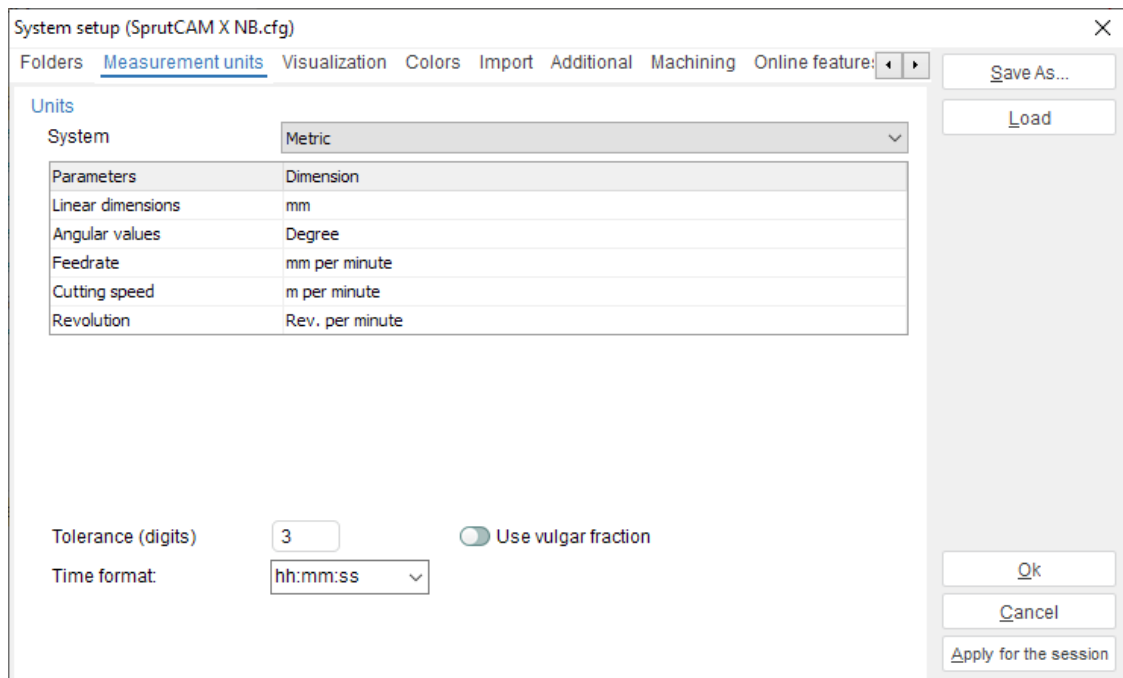 System setup (SprutCAM X NB.cfg)
Folders Measurement units Visualization Colors Import Additional Machining Online feature
Save As...
Units
Load
System Metric
Parameters Dimension
Linear dimensions mm
Angular values Degree
Feedrate mm per minute
Cutting speed m per minute
Revolution Rev. per minute
Tolerance (digits) 3 Use vulgar fraction
Time format: hh:mm:ss
Ok
Cancel
Apply for the session